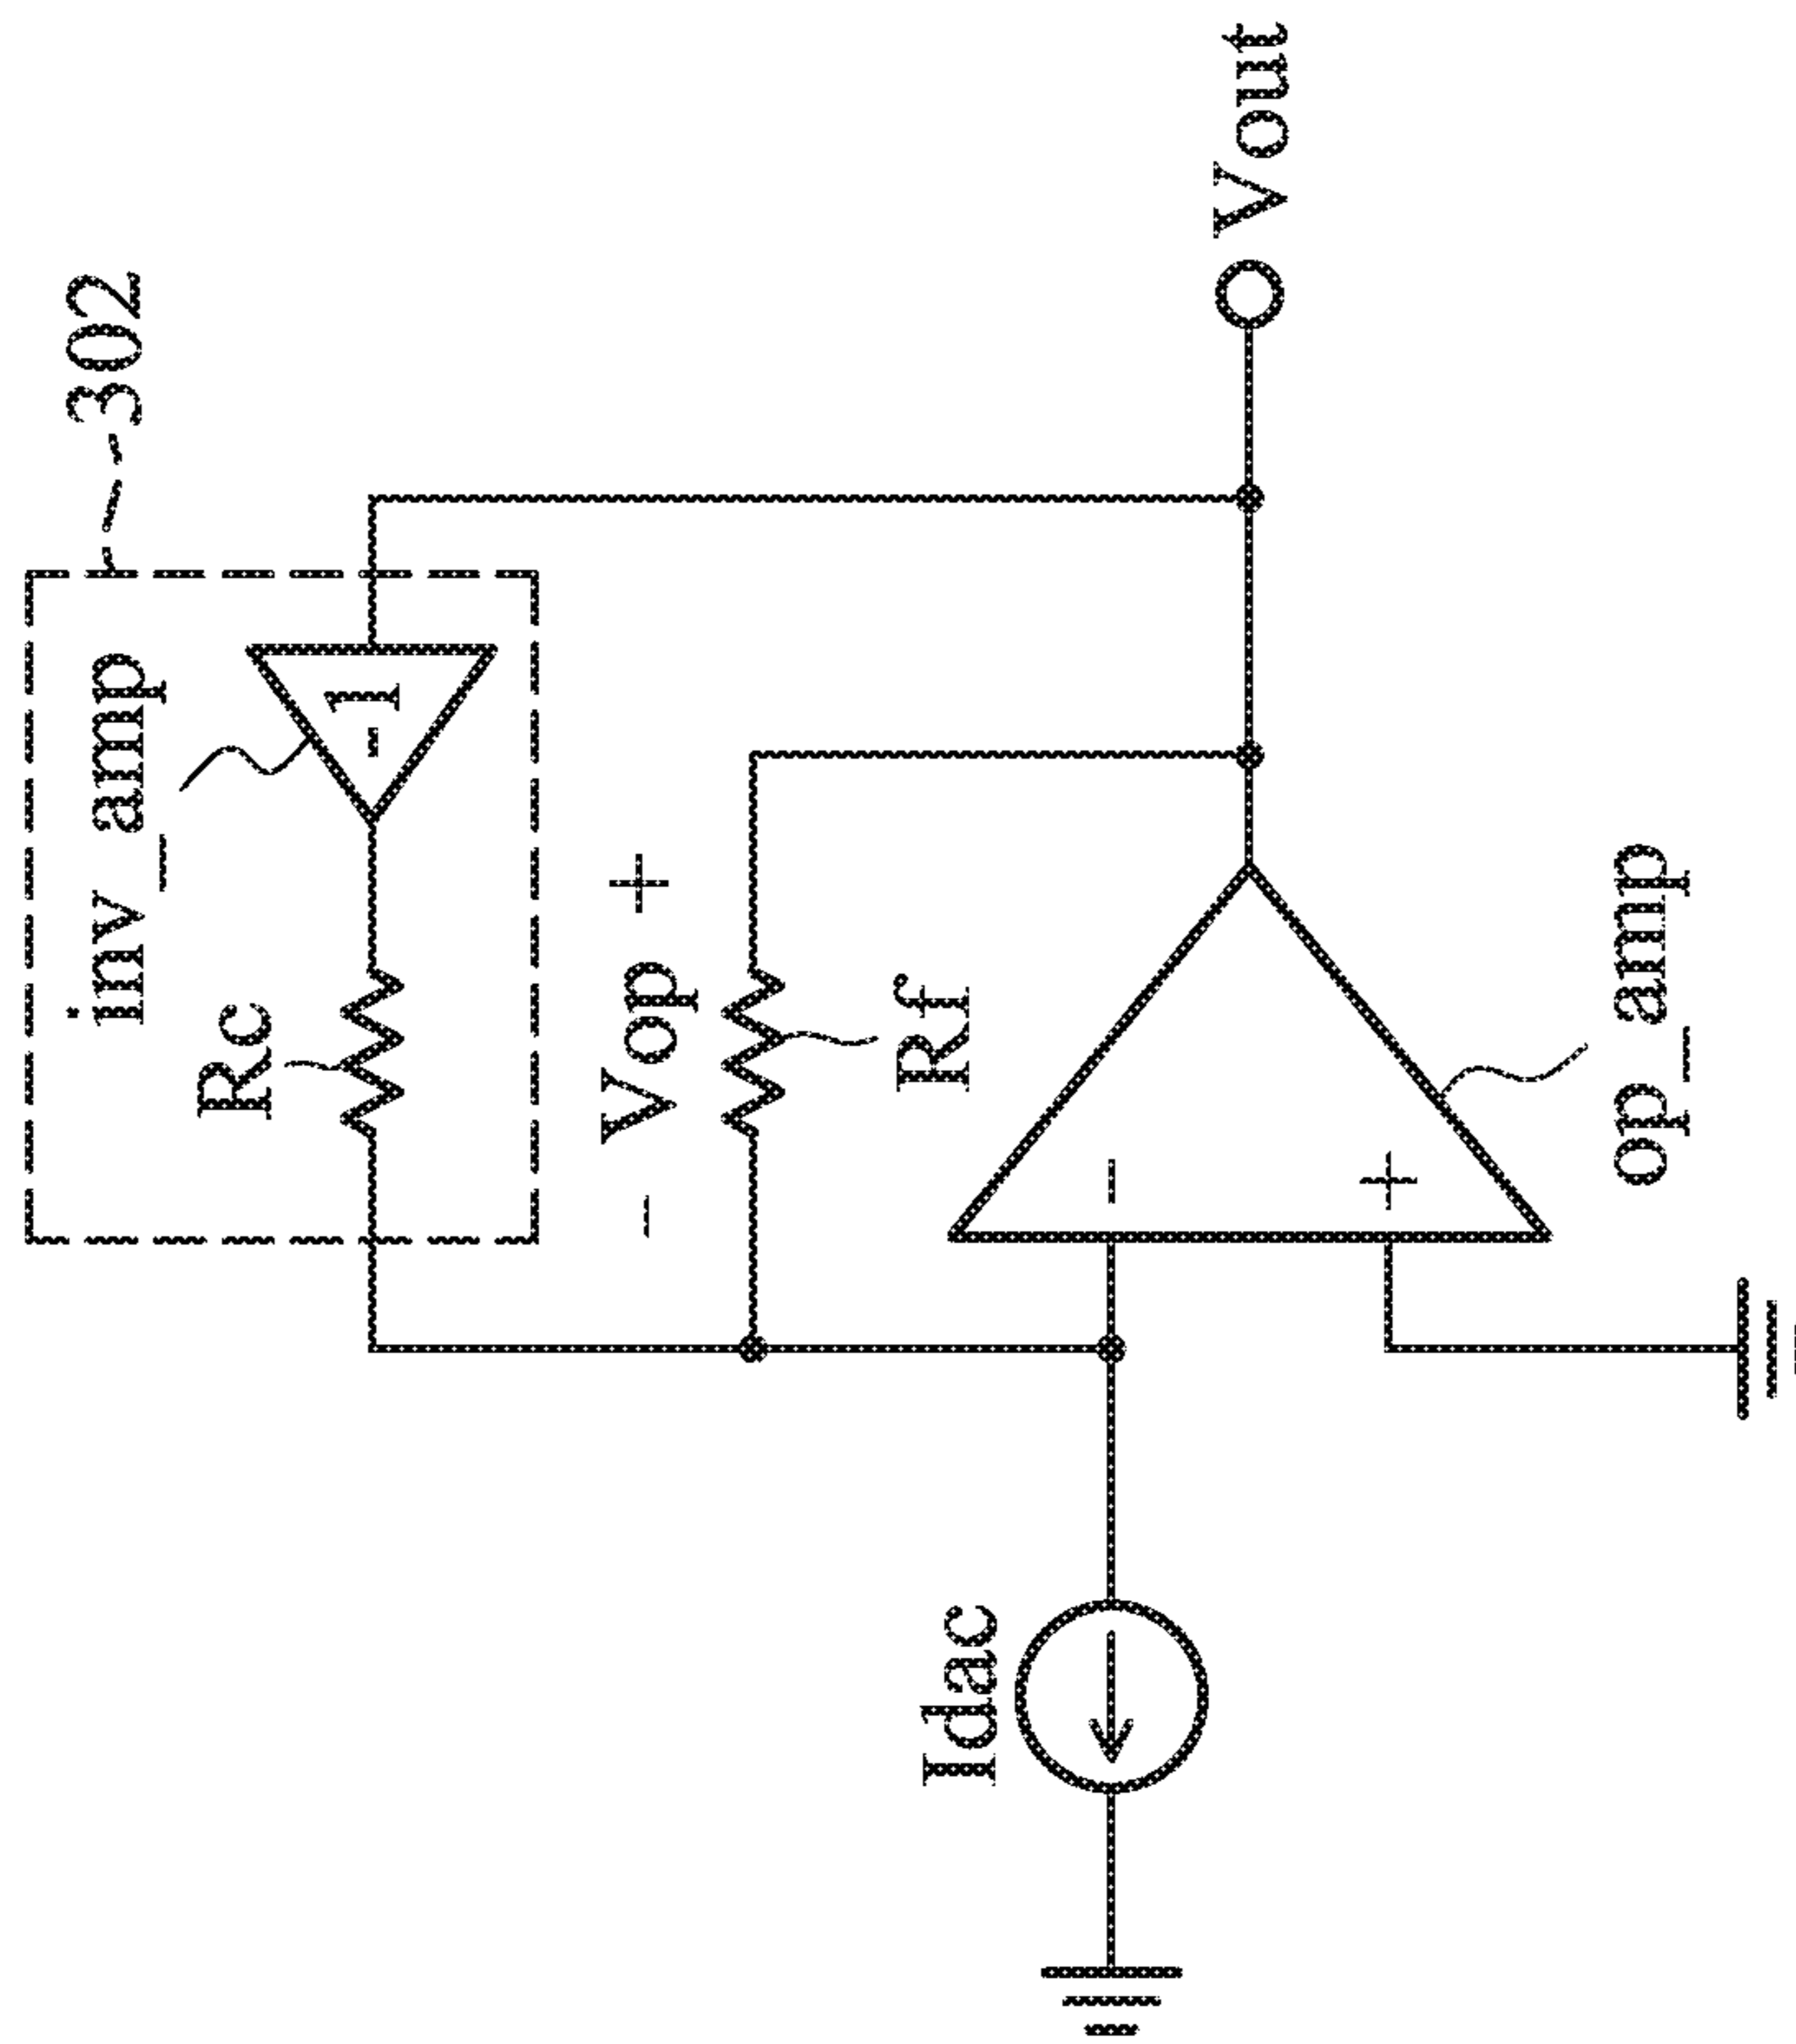 302
inv_amp
-1
Rc
- Vop +
Rf
Vout
Idac
-
+
op_amp